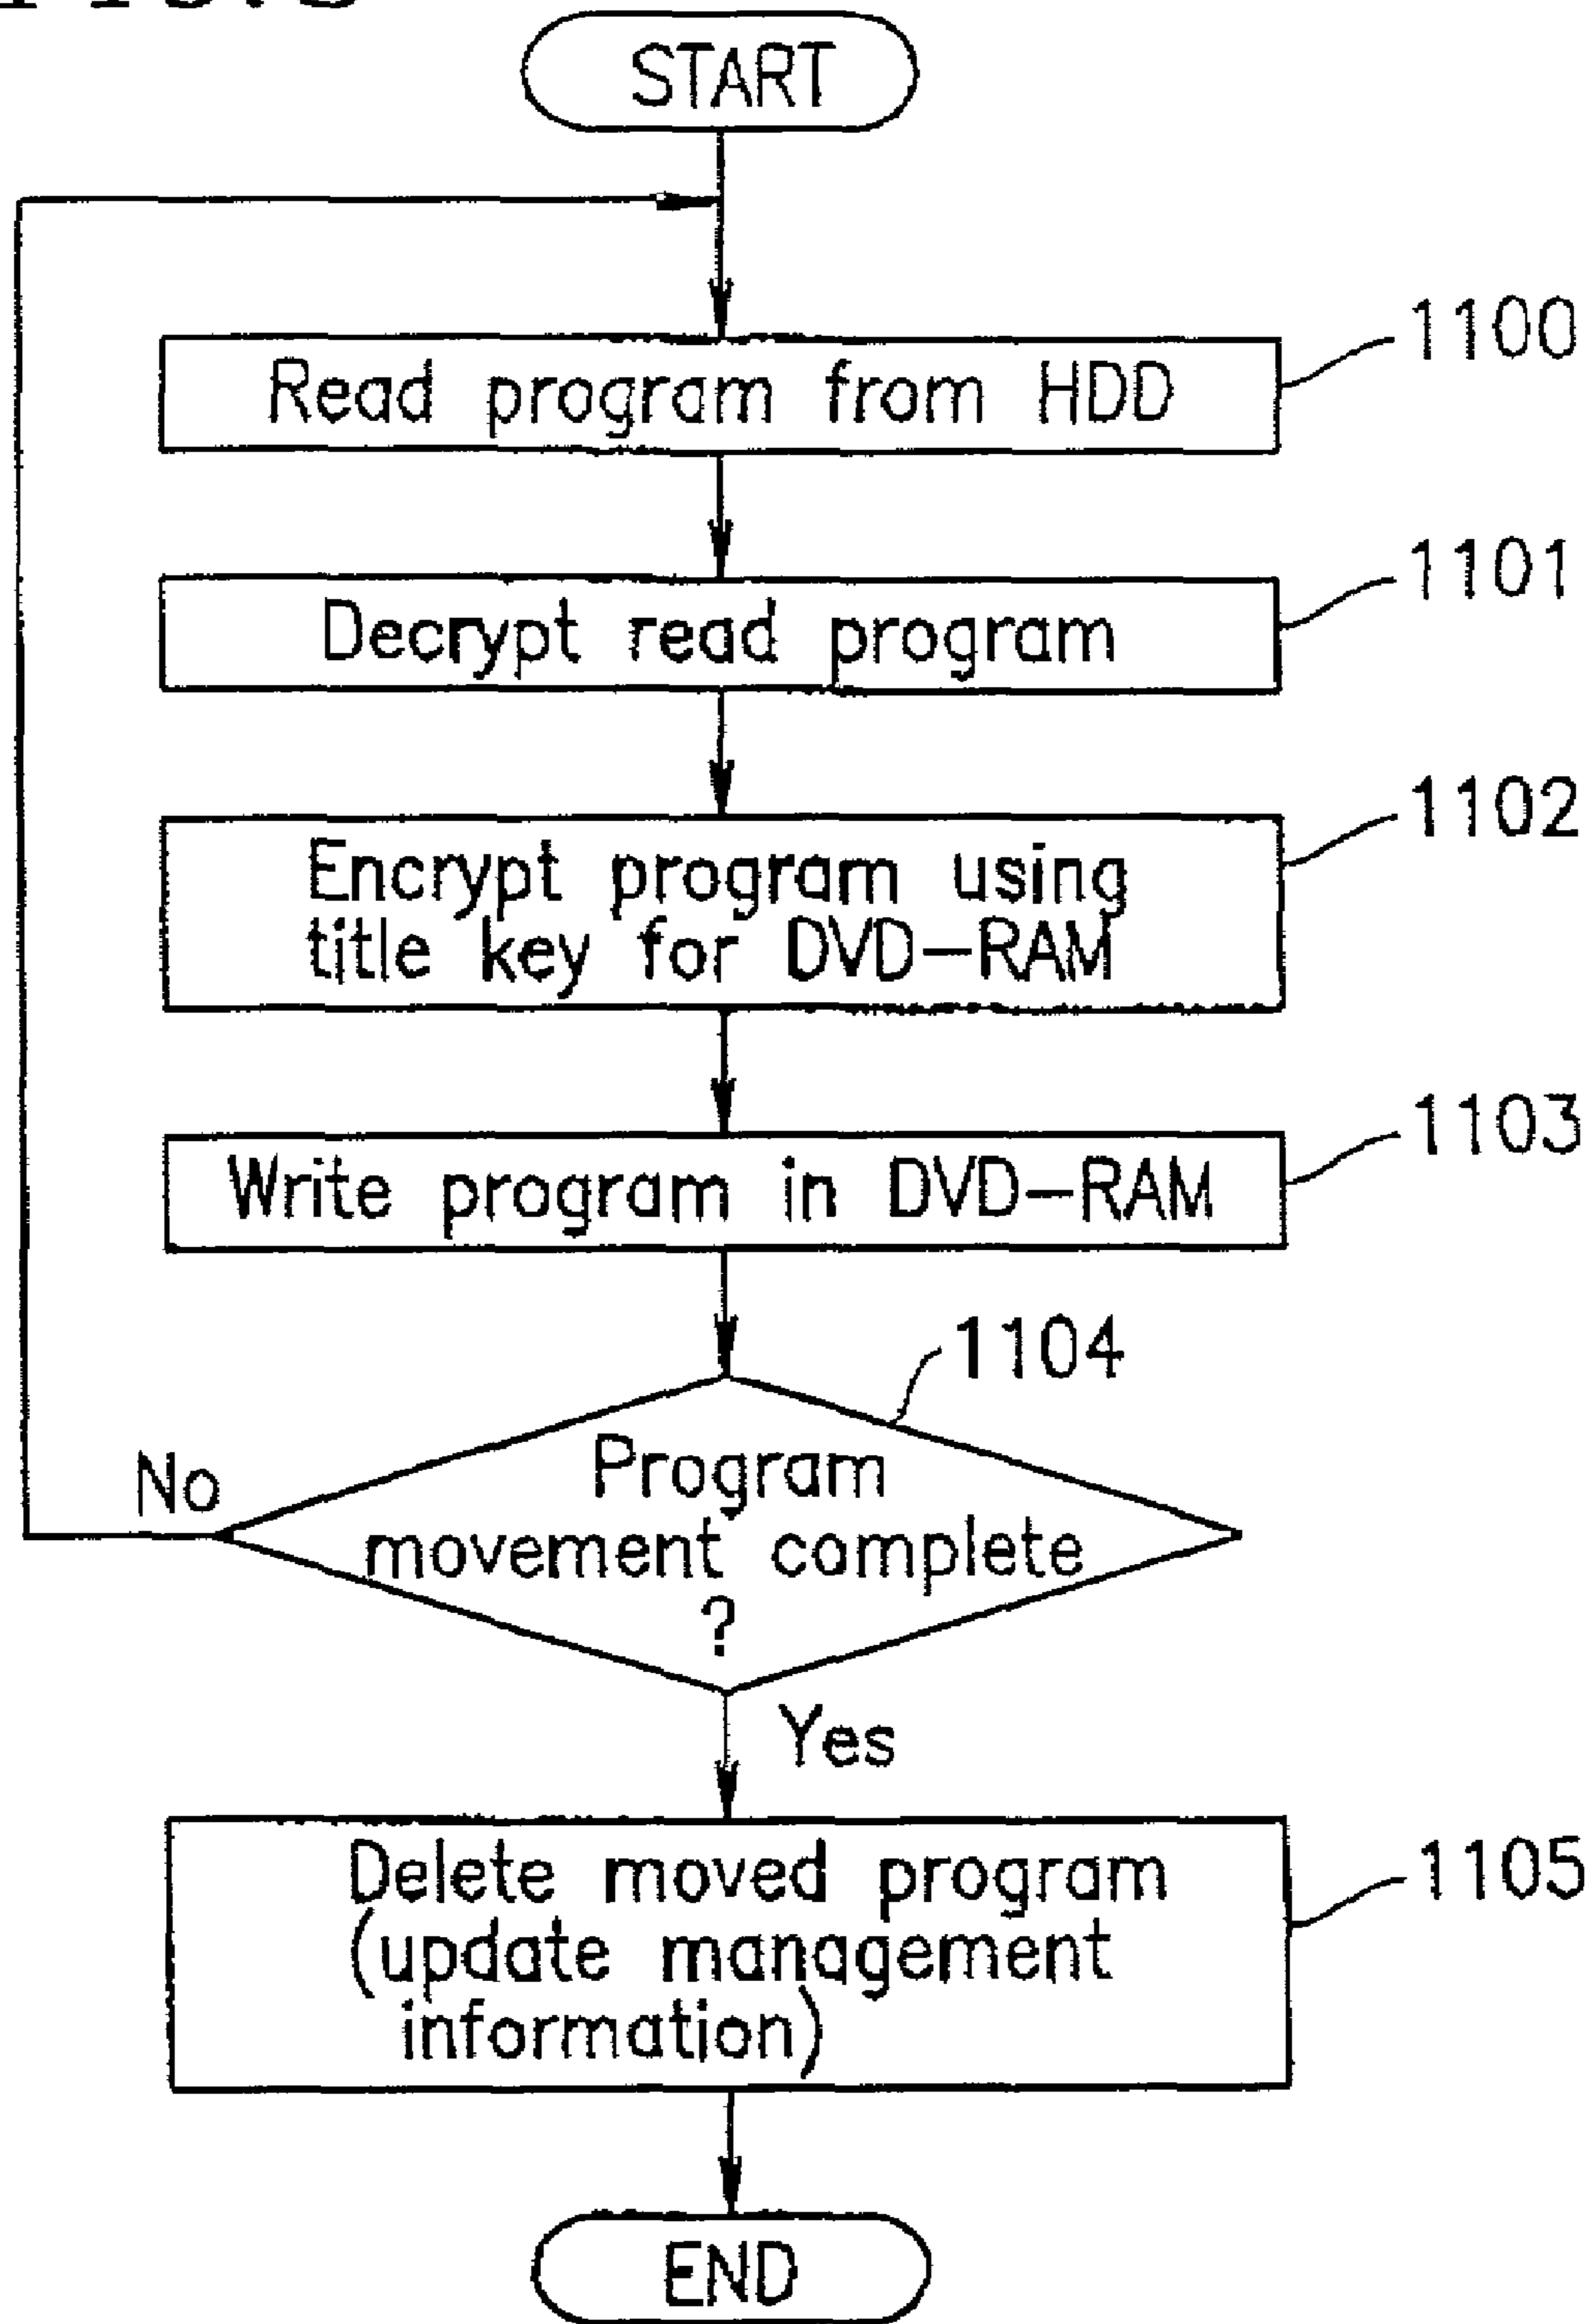 START
Read program from HDD
1100
Decrypt read program
1101
Encrypt program using
title key for DVD-RAM
1102
Write program in DVD-RAM
1103
1104
Program
movement complete
?
No
Yes
Delete moved program
(update management
information)
1105
END